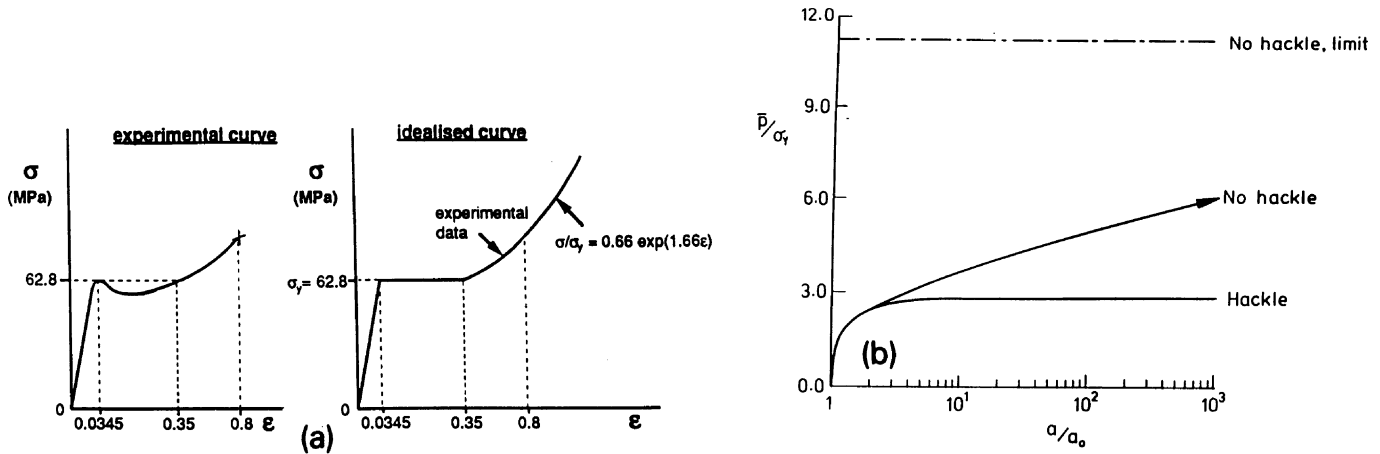 experimental curve
σ
(MPa)
62.8
0
0.0345
0.35
0.8
ε
(a)
idealised curve
σ
(MPa)
experimental
data
σ/σy = 0.66 exp(1.66ε)
σy= 62.8
0
0.0345
0.35
0.8
ε
12.0
11.0
9.0
p̅/σY
6.0
3.0
0.0
No hackle, limit
No hackle
Hackle
(b)
1
10¹
10²
10³
a/a₀